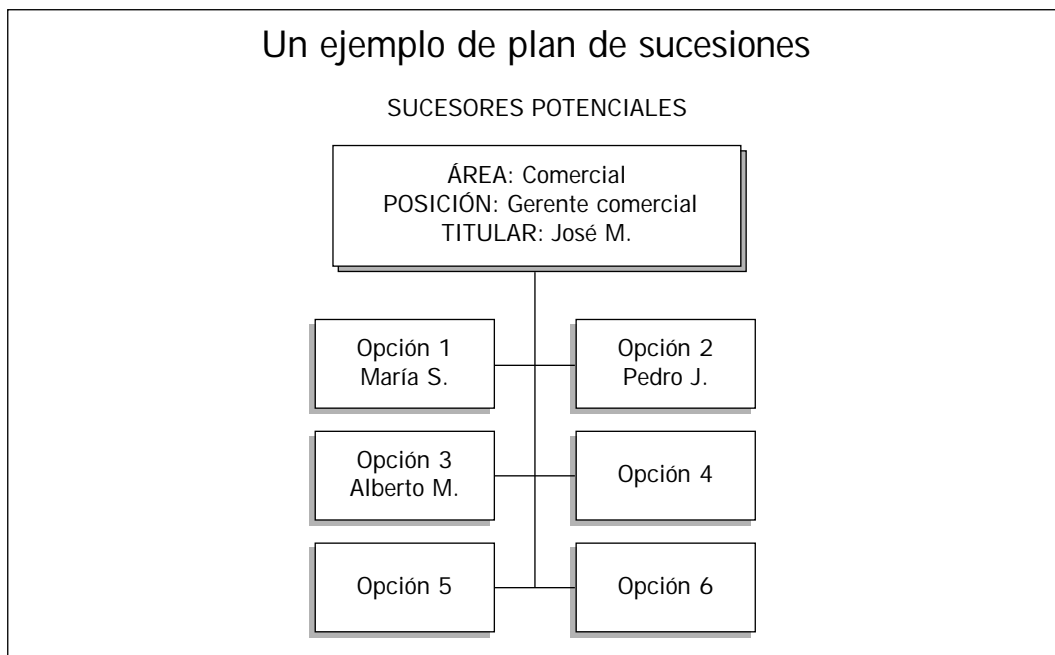 Un ejemplo de plan de sucesiones
SUCESORES POTENCIALES
ÁREA: Comercial
POSICIÓN: Gerente comercial
TITULAR: José M.
Opción 1
María S.
Opción 2
Pedro J.
Opción 3
Alberto M.
Opción 4
Opción 5
Opción 6